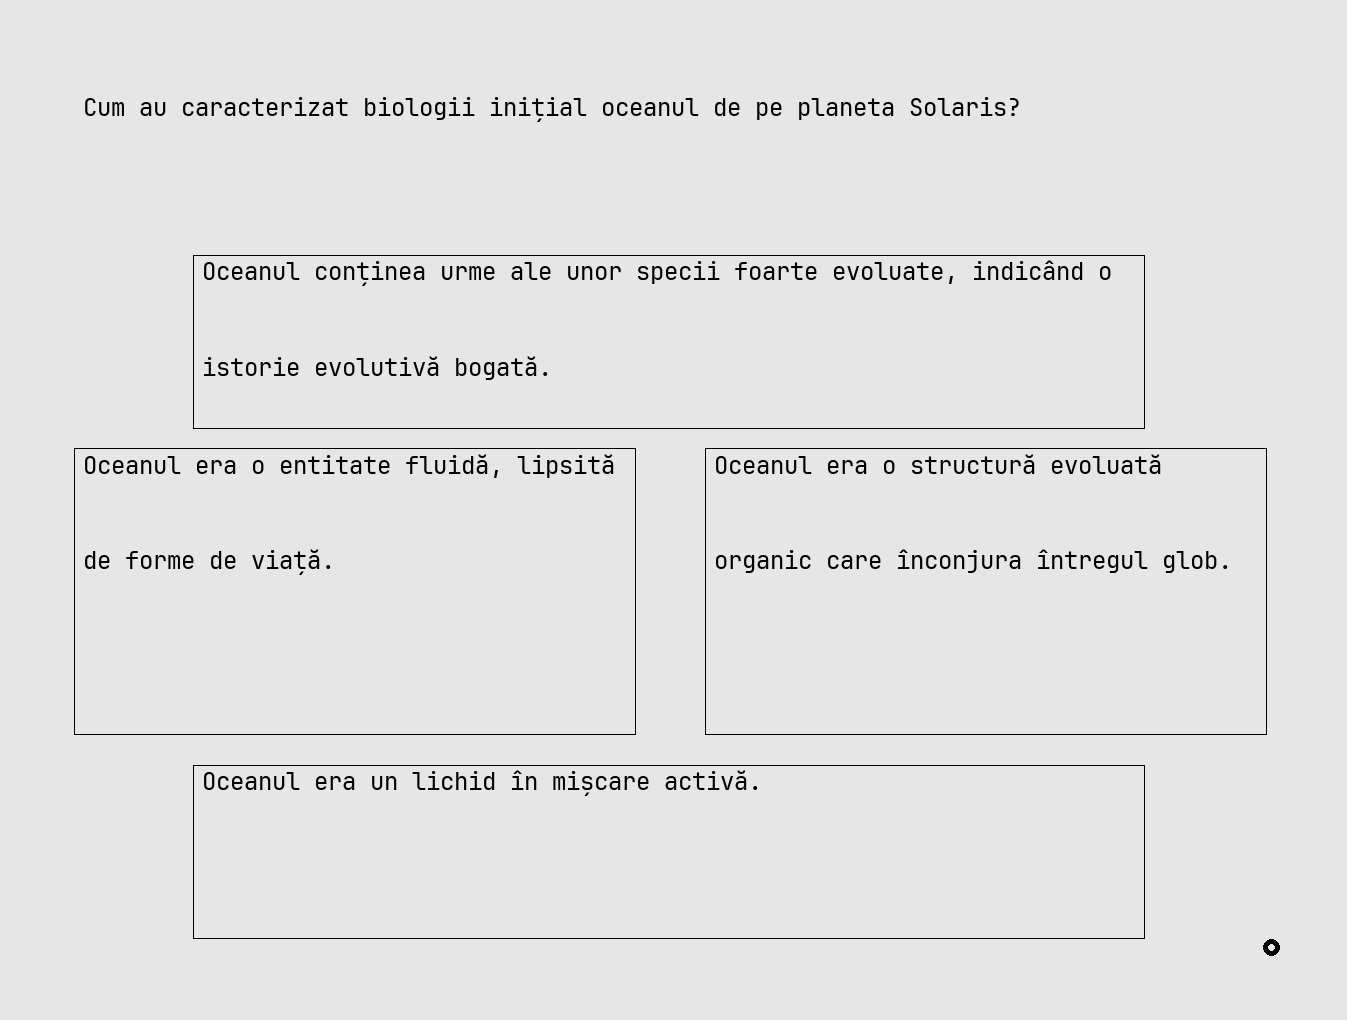 Cum au caracterizat biologii inițial oceanul de pe planeta Solaris?
Oceanul conținea urme ale unor specii foarte evoluate, indicând o
istorie evolutivă bogată.
Oceanul era o entitate fluidă, lipsită
de forme de viață.
Oceanul era o structură evoluată
organic care înconjura întregul glob.
Oceanul era un lichid în mișcare activă.